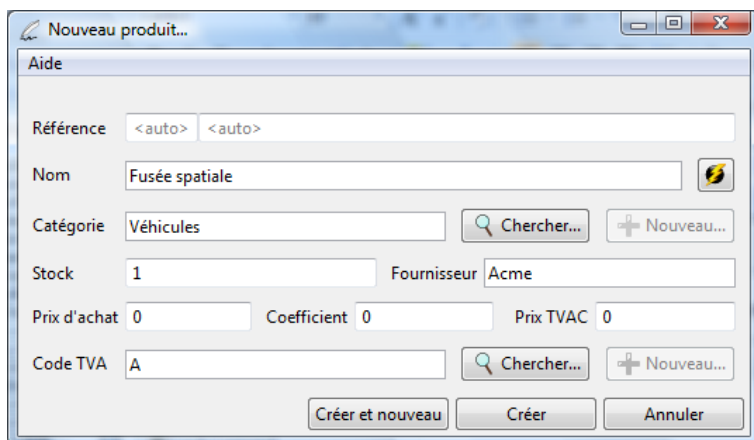 Nouveau produit...
Aide
Référence <auto> <auto>
Nom Fusée spatiale
Catégorie Véhicules Chercher... Nouveau...
Stock 1 Fournisseur Acme
Prix d'achat 0 Coefficient 0 Prix TVAC 0
Code TVA A Chercher... Nouveau...
Créer et nouveau Créer Annuler